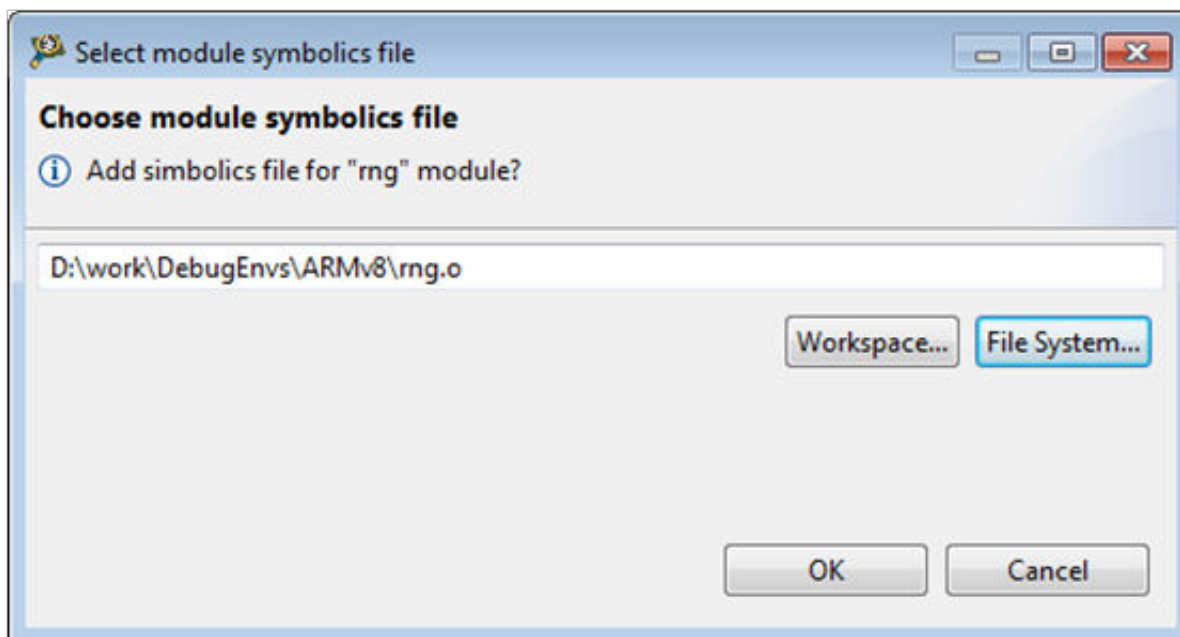 Select module symbolics file
Choose module symbolics file
Add simbolics file for "rng" module?
D:\work\DebugEnvs\ARMv8\rng.o
Workspace... File System...
OK Cancel